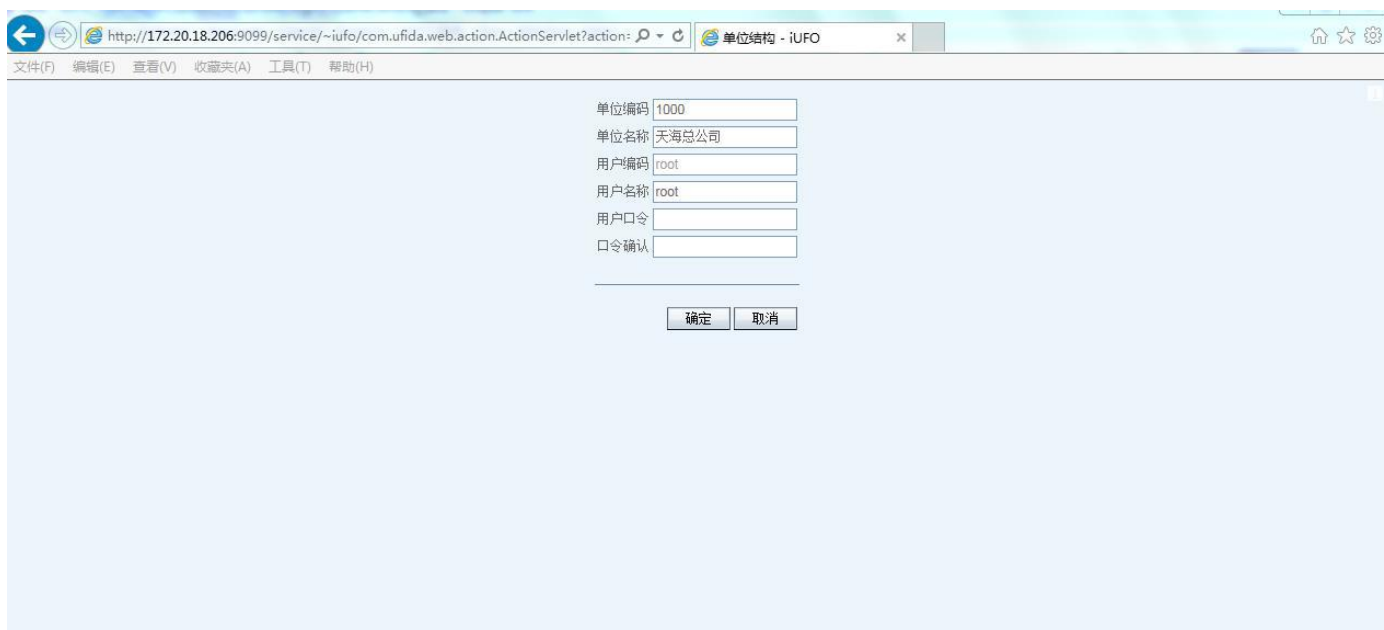 http://172.20.18.206:9099/service/~iufo/com.ufida.web.action.ActionServlet?action=
单位结构 - iUFO
文件(F) 编辑(E) 查看(V) 收藏夹(A) 工具(T) 帮助(H)
单位编码 1000
单位名称 天海总公司
用户编码 root
用户名称 root
用户口令
口令确认
确定 取消